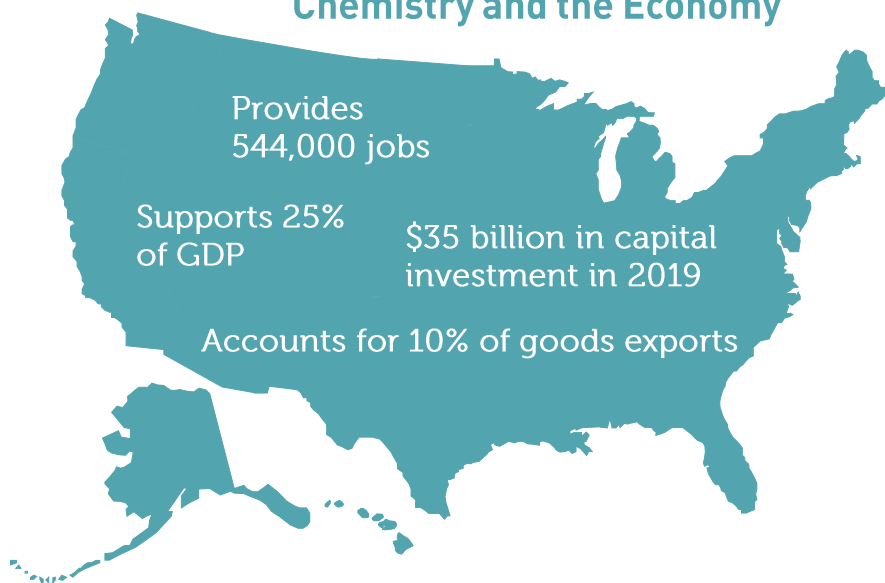 Chemistry and the Economy
Provides
544,000 jobs
Supports 25%
of GDP
$35 billion in capital
investment in 2019
Accounts for 10% of goods exports